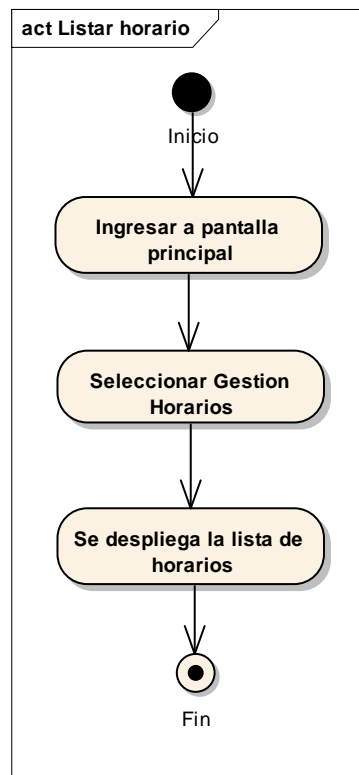 act Listar horario
Inicio
Ingresar a pantalla
principal
Seleccionar Gestion
Horarios
Se despliega la lista de
horarios
Fin